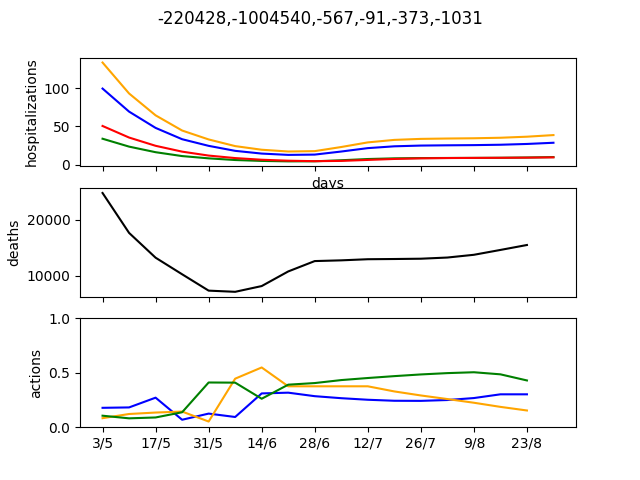 -220428,-1004540,-567,-91,-373,-1031
hospitalizations
100
50
0
days
deaths
20000
10000
actions
1.0
0.5
0.0
3/5 17/5 31/5 14/6 28/6 12/7 26/7 9/8 23/8